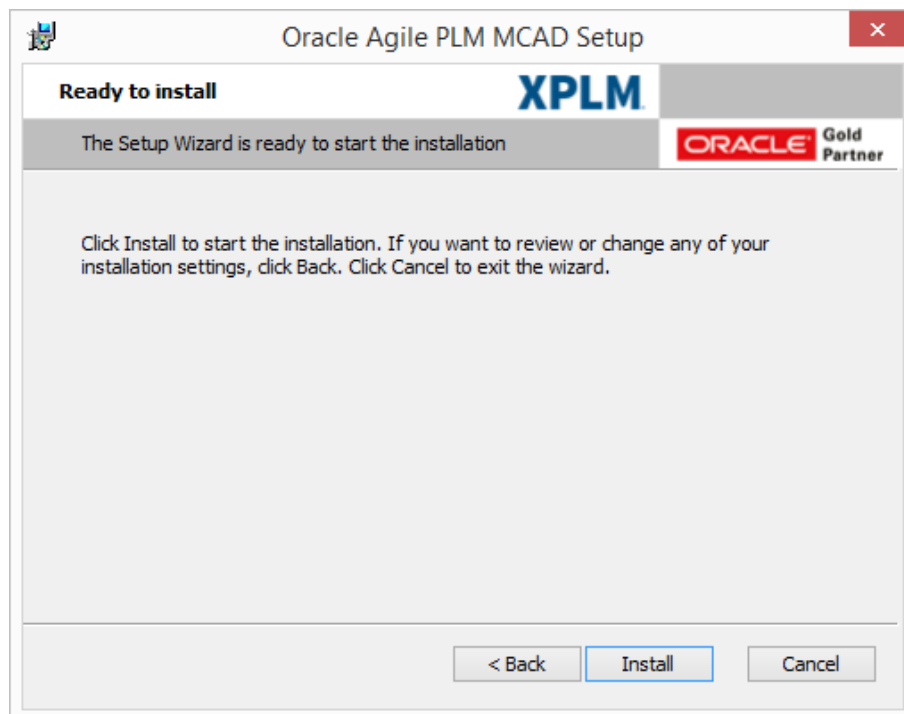 Oracle Agile PLM MCAD Setup
Ready to install
XPLM
The Setup Wizard is ready to start the installation
ORACLE Gold
Partner
Click Install to start the installation. If you want to review or change any of your
installation settings, click Back. Click Cancel to exit the wizard.
< Back
Install
Cancel